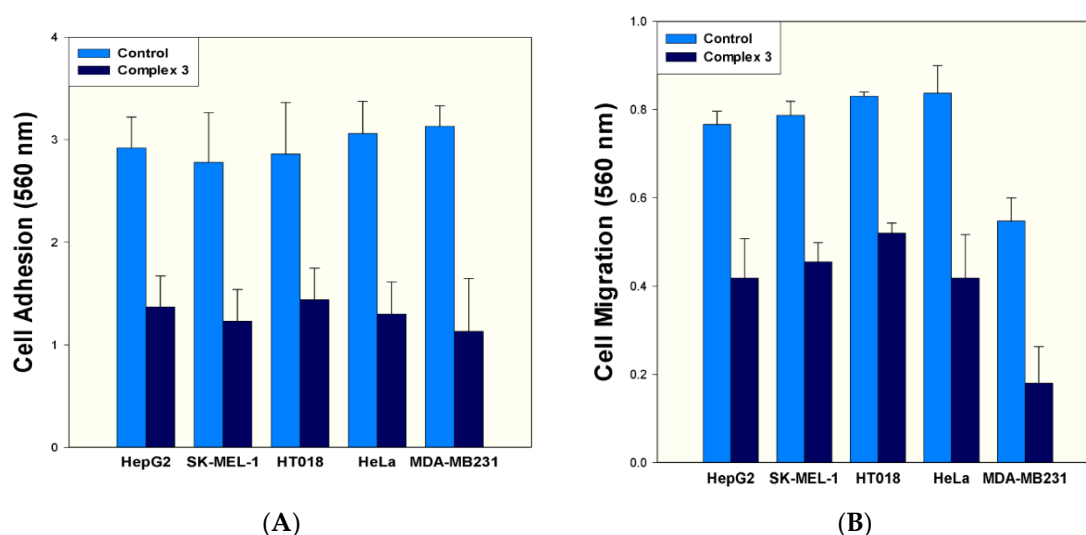 4
3
2
1
0
Cell Adhesion (560 nm)
Control
Complex 3
HepG2 SK-MEL-1 HT018 HeLa MDA-MB231
(A)
1.0
0.8
0.6
0.4
0.2
0.0
Cell Migration (560 nm)
Control
Complex 3
HepG2 SK-MEL-1 HT018 HeLa MDA-MB231
(B)